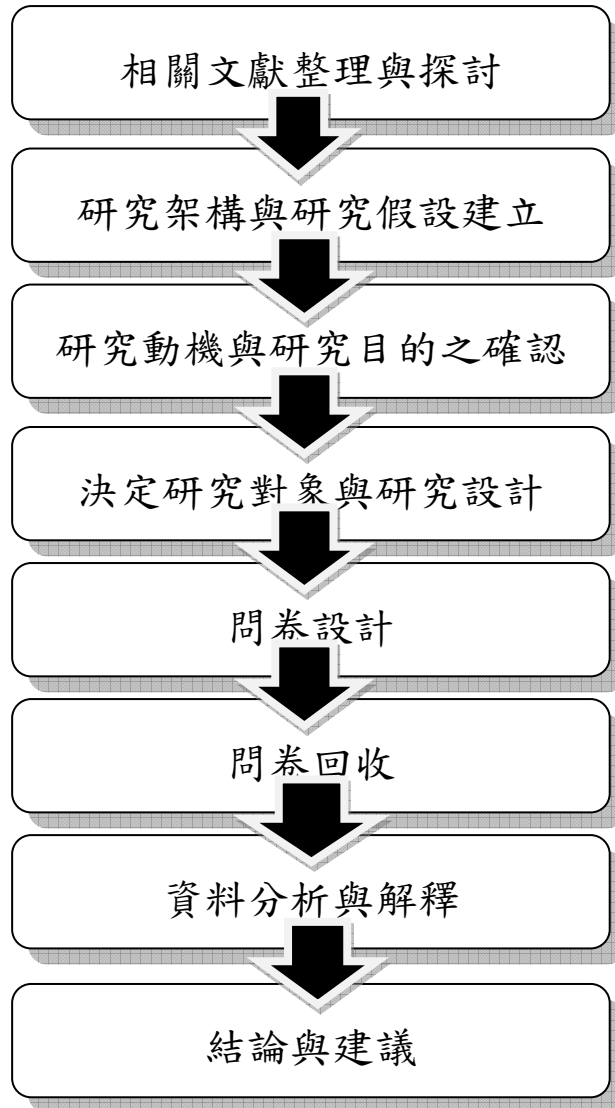 相關文獻整理與探討
研究架構與研究假設建立
研究動機與研究目的之確認
決定研究對象與研究設計
問卷設計
問卷回收
資料分析與解釋
結論與建議